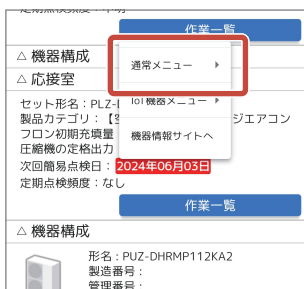 作業一覧
△ 機器構成
△ 応接室
通常メニュー ▶
IoT機器メニュー ▶
機器情報サイトへ
セット形名：PLZ-
製品カテゴリ：【 ジエアコン
フロン初期充填量
圧縮機の定格出力
次回簡易点検日：2024年06月03日
定期点検頻度：なし
作業一覧
△ 機器構成
形名：PUZ-DHRMP112KA2
製造番号：
管理番号：